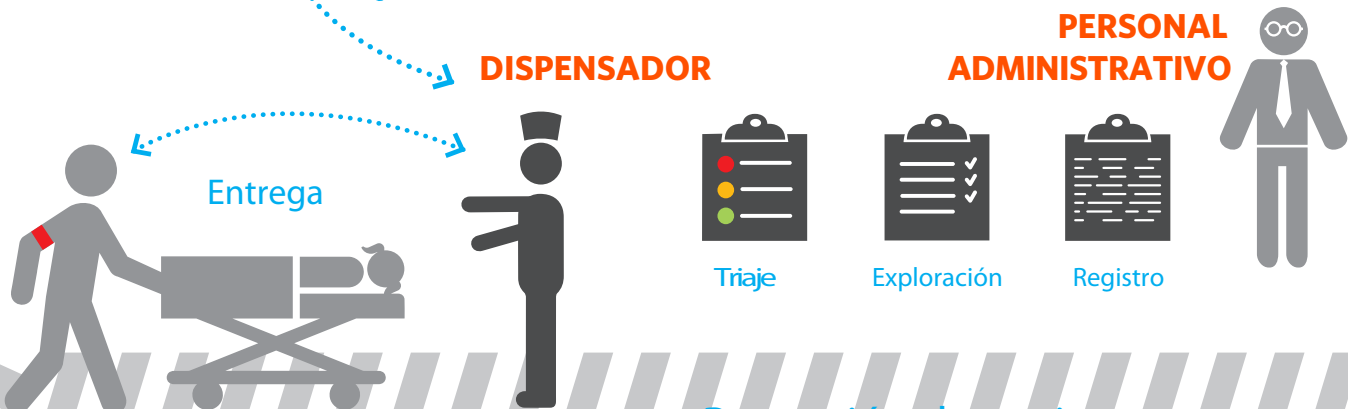 PERSONAL
ADMINISTRATIVO
DISPENSADOR
Entrega
Triaje
Exploración
Registro